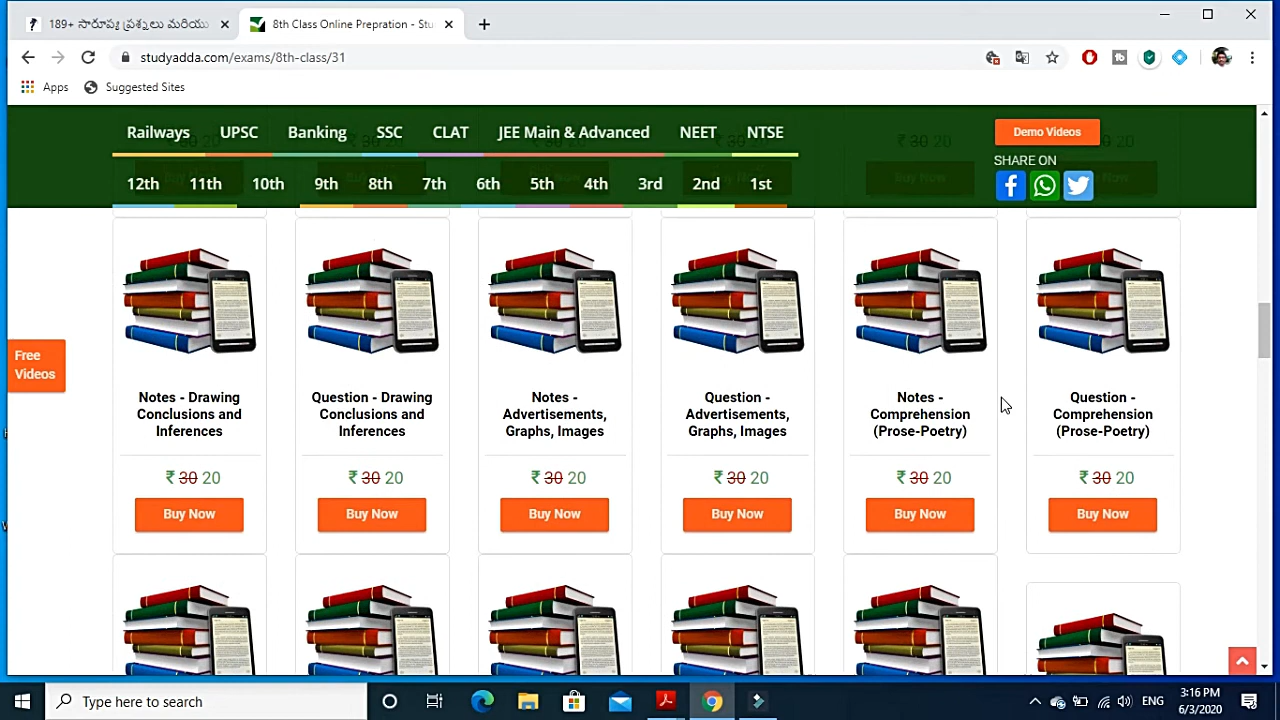 189+ సారూప్య ప్రశ్నలు మరియు
8th Class Online Prepration - Stu
studyadda.com/exams/8th-class/31
Apps
Suggested Sites
Railways UPSC Banking SSC CLAT JEE Main & Advanced NEET NTSE
Demo Videos
SHARE ON
12th 11th 10th 9th 8th 7th 6th 5th 4th 3rd 2nd 1st
Free
Videos
Notes - Drawing
Conclusions and
Inferences
₹ 30 20
Buy Now
Question - Drawing
Conclusions and
Inferences
₹ 30 20
Buy Now
Notes -
Advertisements,
Graphs, Images
₹ 30 20
Buy Now
Question -
Advertisements,
Graphs, Images
₹ 30 20
Buy Now
Notes -
Comprehension
(Prose-Poetry)
₹ 30 20
Buy Now
Question -
Comprehension
(Prose-Poetry)
₹ 30 20
Buy Now
Type here to search
ENG
3:16 PM
6/3/2020